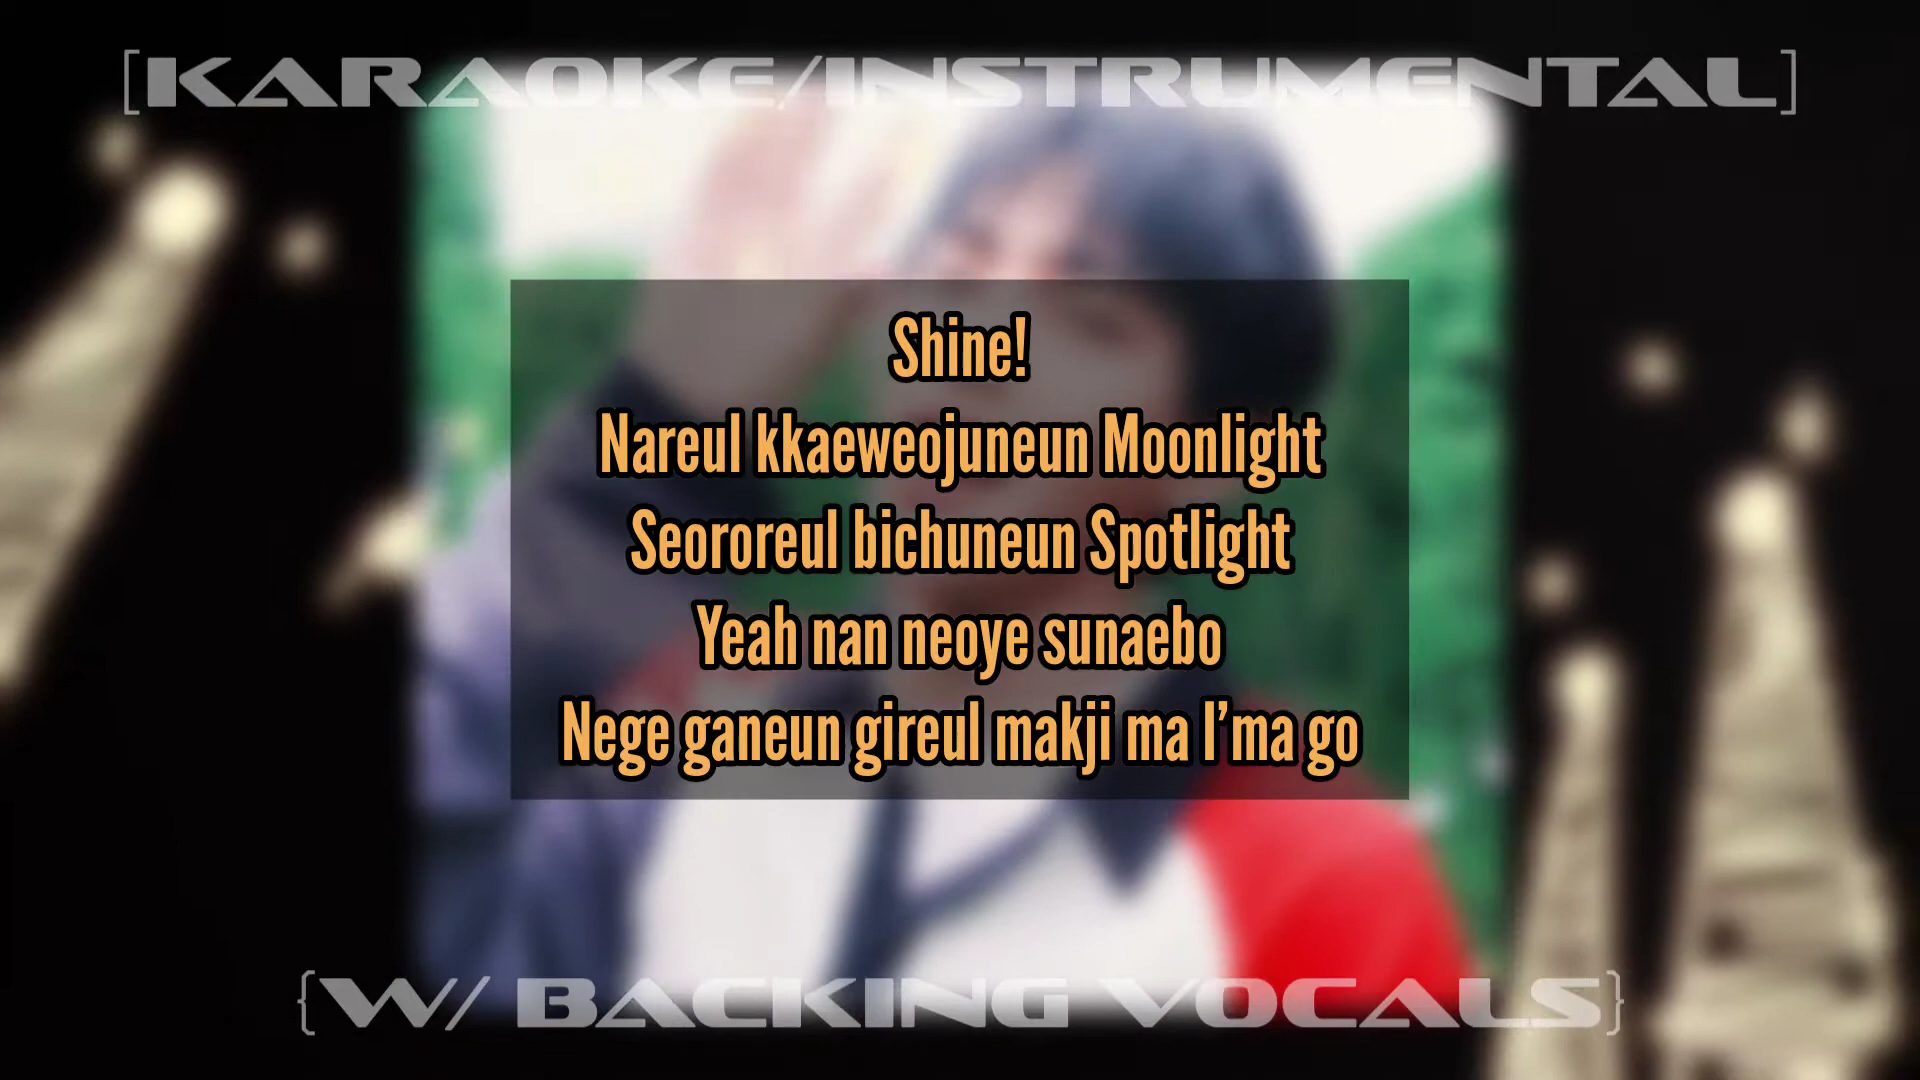 [KARAOKE/INSTRUMENTAL]
Shine!
Nareul kkaeweojuneun Moonlight
Seororeul bichuneun Spotlight
Yeah nan neoye sunaebo
Nege ganeun gireul makji ma I'ma go
{W/ BACKING VOCALS}